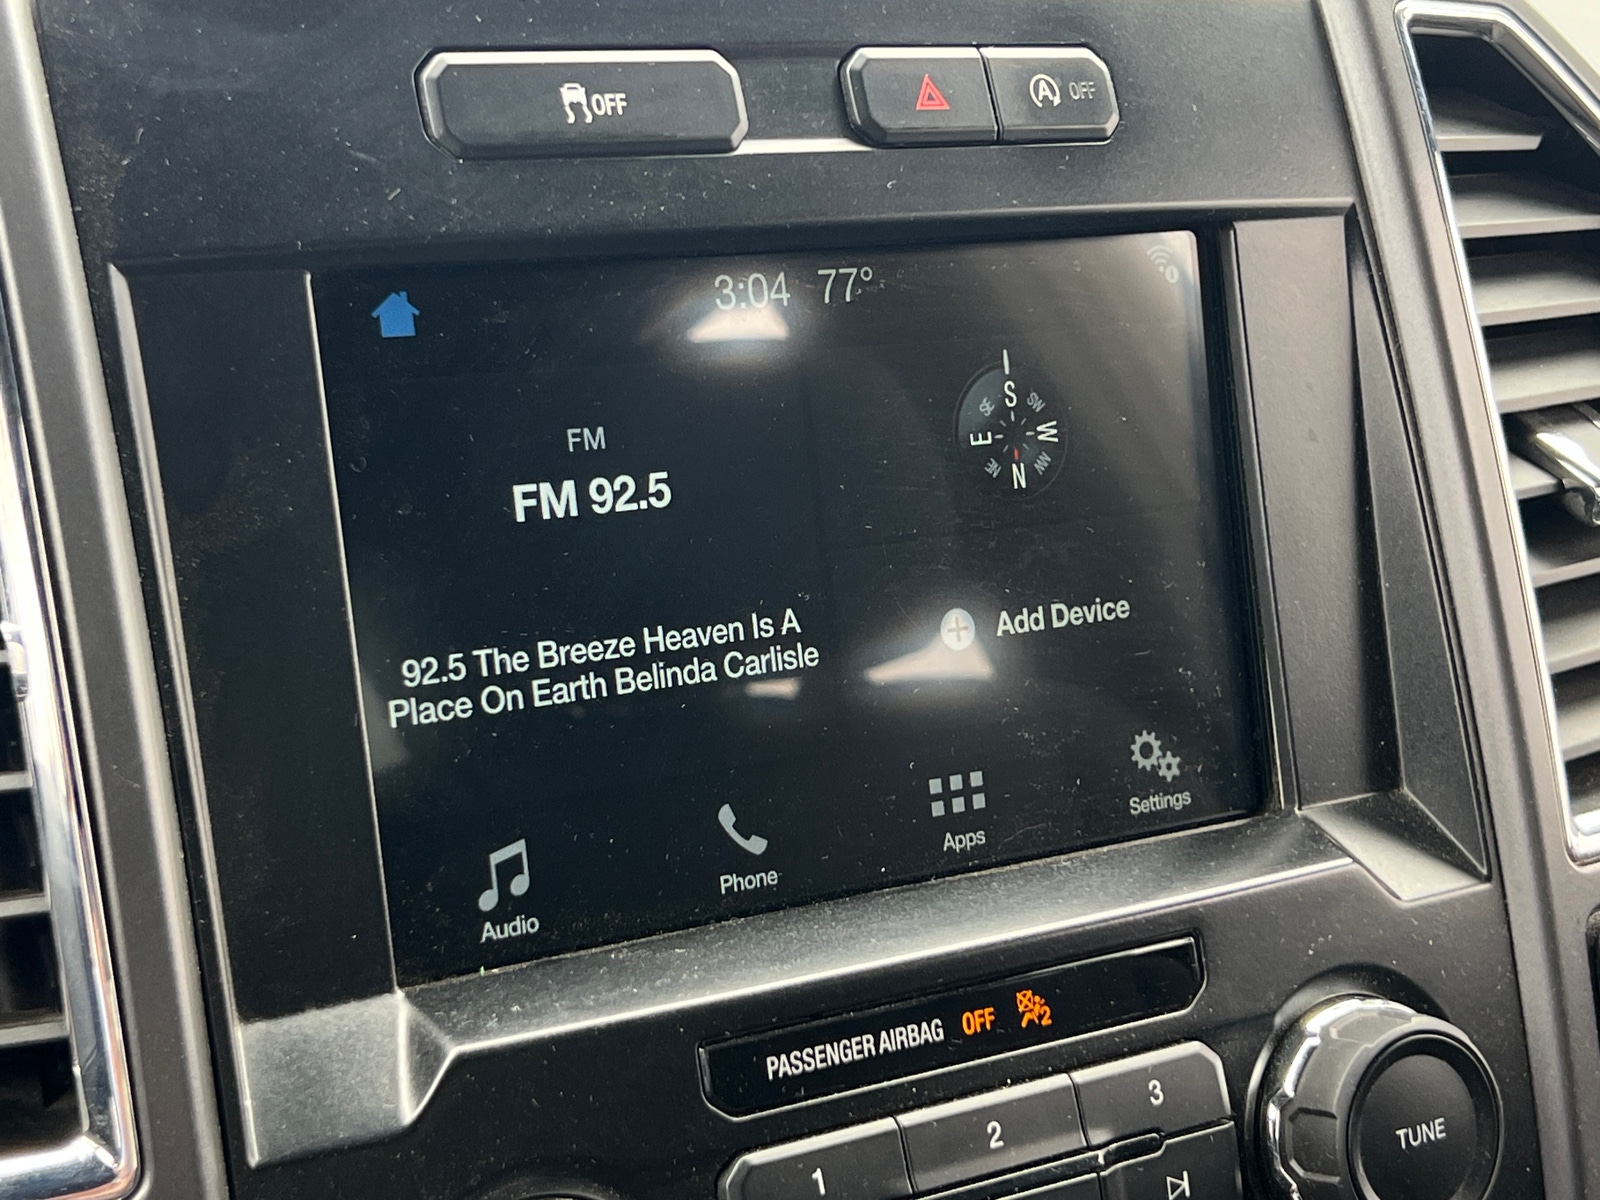 OFF
A OFF
3:04 77°
FM
FM 92.5
S
SE SW
E W
NE NW
N
92.5 The Breeze Heaven Is A
Place On Earth Belinda Carlisle
Add Device
Audio
Phone
Apps
Settings
PASSENGER AIRBAG OFF 2
1
2
3
TUNE